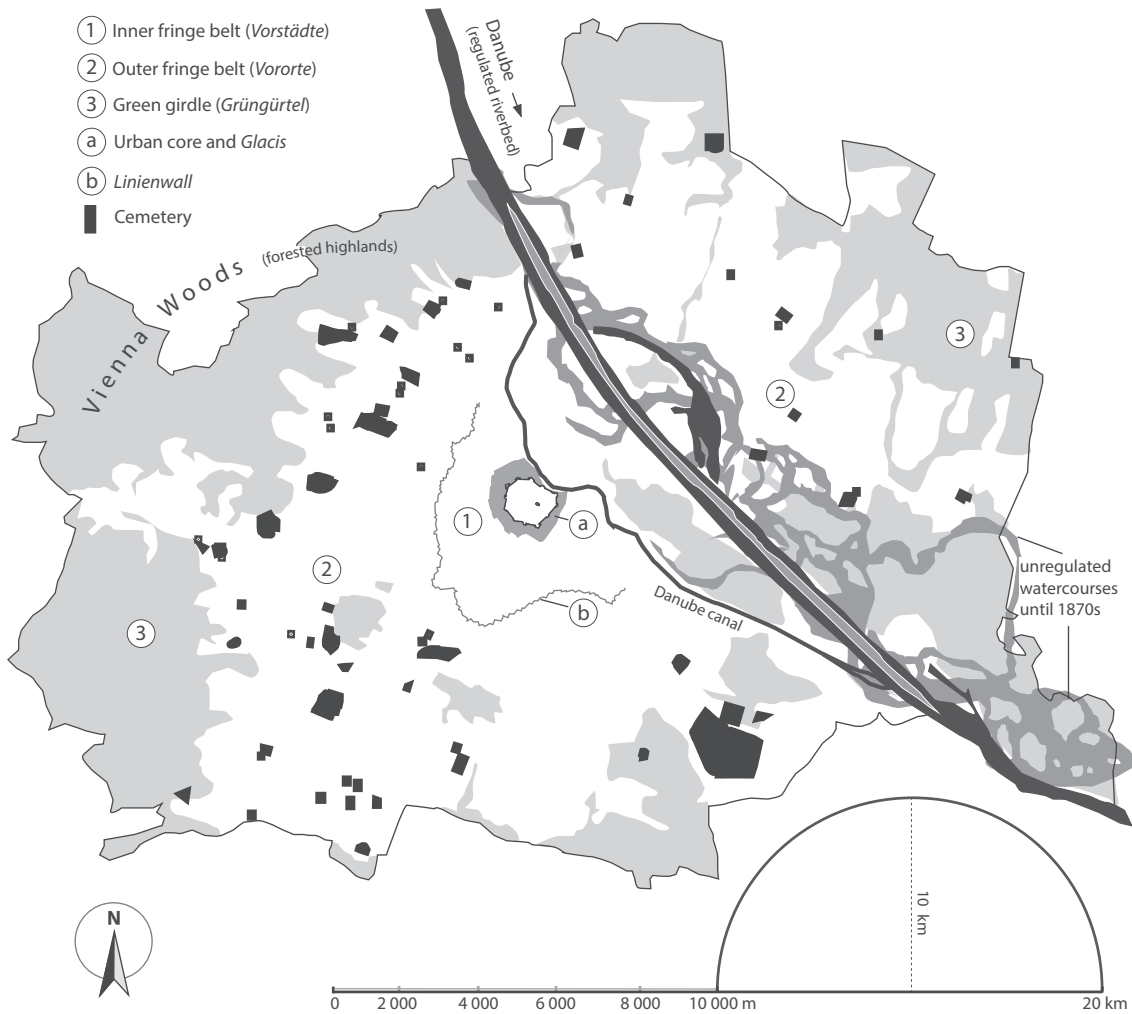 1 Inner fringe belt (Vorstädte)
2 Outer fringe belt (Vororte)
3 Green girdle (Grüngürtel)
a Urban core and Glacis
b Linienwall
Cemetery
Danube
(regulated riverbed)
Vienna Woods (forested highlands)
3
2
1
a
2
b
3
Danube canal
unregulated
watercourses
until 1870s
N
10 km
0 2 000 4 000 6 000 8 000 10 000 m 20 km